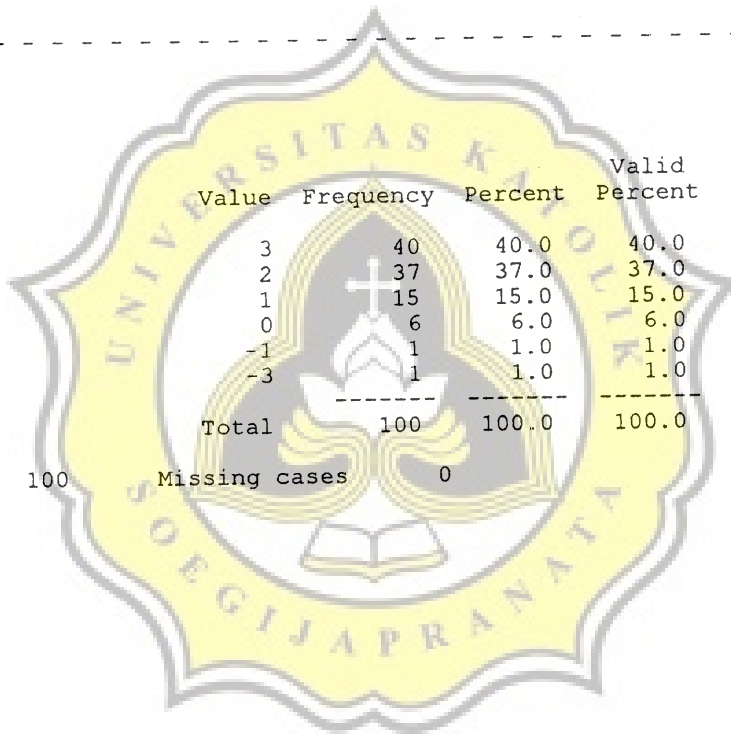 UNIVERSITAS KATOLIK
Valid
Value Frequency Percent Percent
3 40 40.0 40.0
2 37 37.0 37.0
1 15 15.0 15.0
0 6 6.0 6.0
-1 1 1.0 1.0
-3 1 1.0 1.0
------- ------- -------
Total 100 100.0 100.0
100 Missing cases 0
SOEGIJAPRANATA